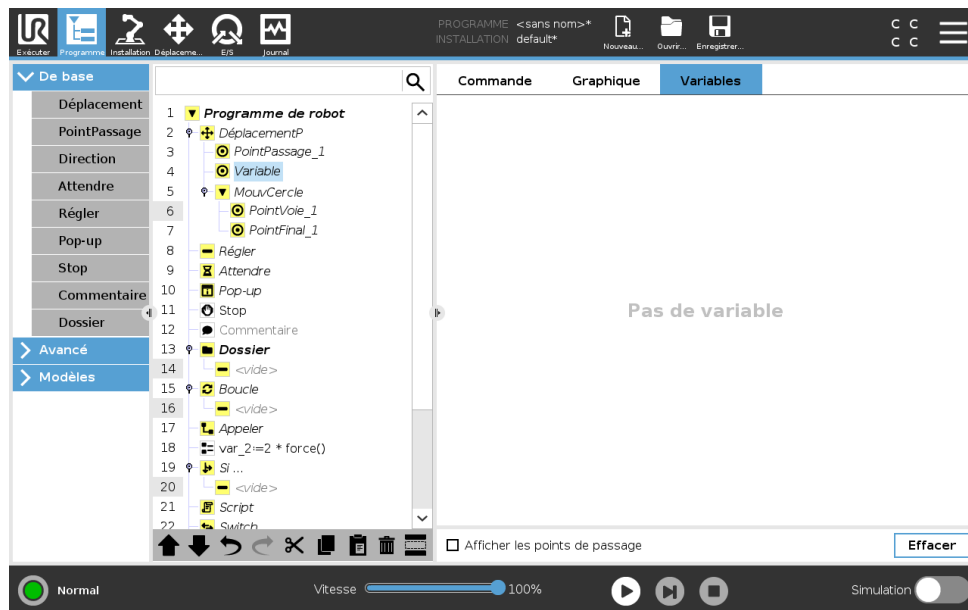 PROGRAMME <sans nom>*
INSTALLATION default*
Exécuter
Programme
Installation
Déplaceme...
E/S
Journal
Nouveau...
Ouvrir...
Enregistrer...
C C
C C
De base
Déplacement
PointPassage
Direction
Attendre
Régler
Pop-up
Stop
Commentaire
Dossier
Avancé
Modèles
1 Programme de robot
2 DéplacementP
3 PointPassage_1
4 Variable
5 MouvCercle
6 PointVoie_1
7 PointFinal_1
8 Régler
9 Attendre
10 Pop-up
11 Stop
12 Commentaire
13 Dossier
14 <vide>
15 Boucle
16 <vide>
17 Appeler
18 var_2:=2 * force()
19 Si ...
20 <vide>
21 Script
22 Switch
Commande
Graphique
Variables
Pas de variable
Afficher les points de passage
Effacer
Normal
Vitesse
100%
Simulation